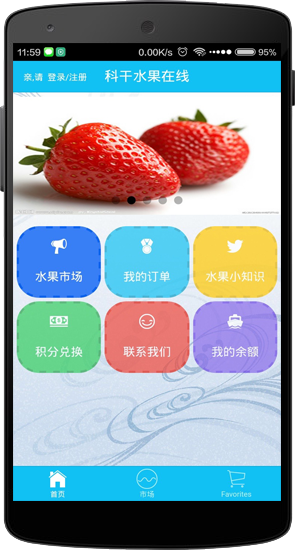 11:59
0.00K/s
95%
亲,请 登录/注册
科干水果在线
水果市场
我的订单
水果小知识
积分兑换
联系我们
我的余额
首页
市场
Favorites